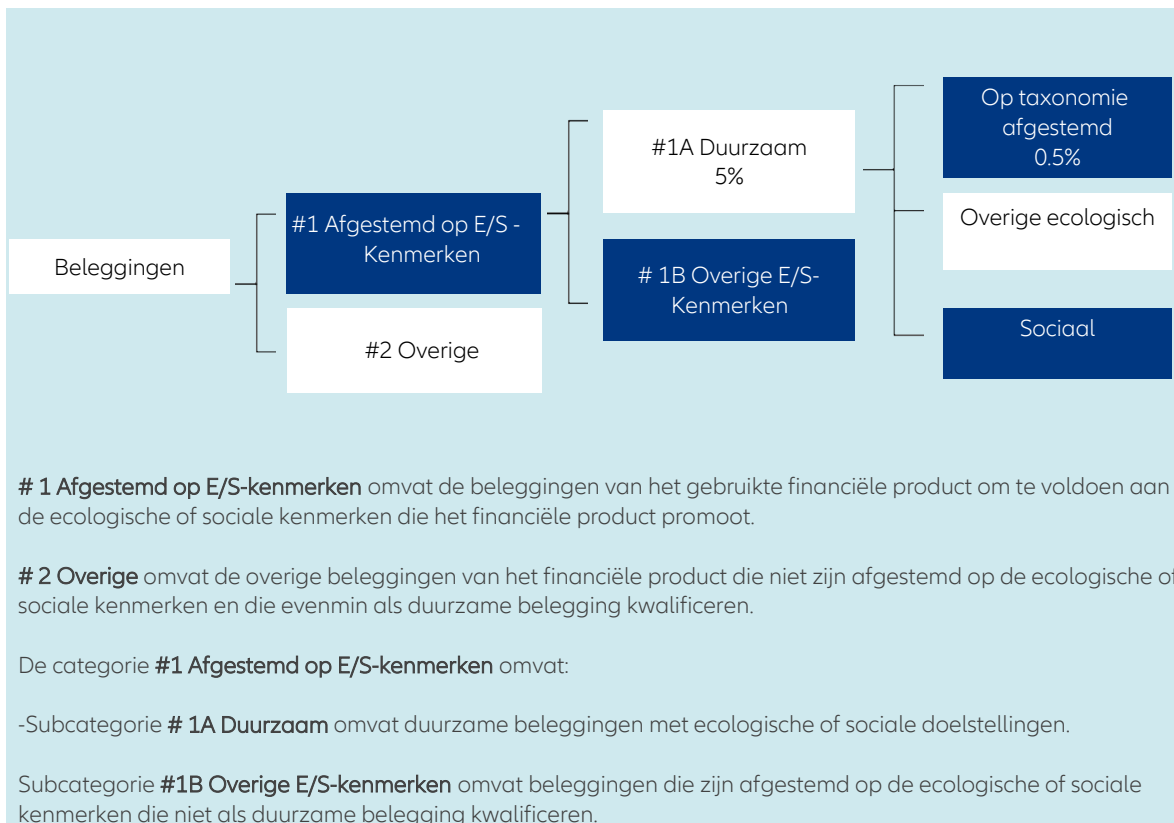 Op taxonomie
afgestemd
0.5%
#1A Duurzaam
5%
#1 Afgestemd op E/S -
Kenmerken
Overige ecologisch
Beleggingen
# 1B Overige E/S-
Kenmerken
#2 Overige
Sociaal
# 1 Afgestemd op E/S-kenmerken omvat de beleggingen van het gebruikte financiële product om te voldoen aan
de ecologische of sociale kenmerken die het financiële product promoot.
# 2 Overige omvat de overige beleggingen van het financiële product die niet zijn afgestemd op de ecologische of
sociale kenmerken en die evenmin als duurzame belegging kwalificeren.
De categorie #1 Afgestemd op E/S-kenmerken omvat:
-Subcategorie # 1A Duurzaam omvat duurzame beleggingen met ecologische of sociale doelstellingen.
Subcategorie #1B Overige E/S-kenmerken omvat beleggingen die zijn afgestemd op de ecologische of sociale
kenmerken die niet als duurzame belegging kwalificeren.